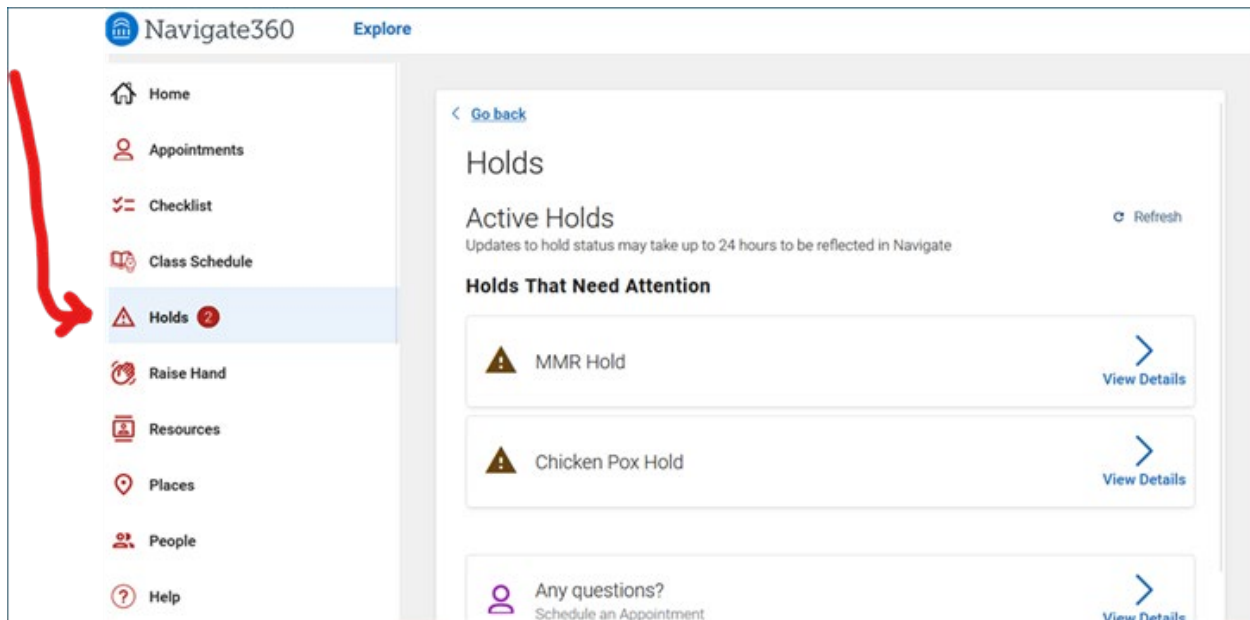 Navigate360
Explore
Home
Appointments
Checklist
Class Schedule
Holds 2
Raise Hand
Resources
Places
People
Help
Go back
Holds
Active Holds
Refresh
Updates to hold status may take up to 24 hours to be reflected in Navigate
Holds That Need Attention
MMR Hold
View Details
Chicken Pox Hold
View Details
Any questions?
Schedule an Appointment
View Details